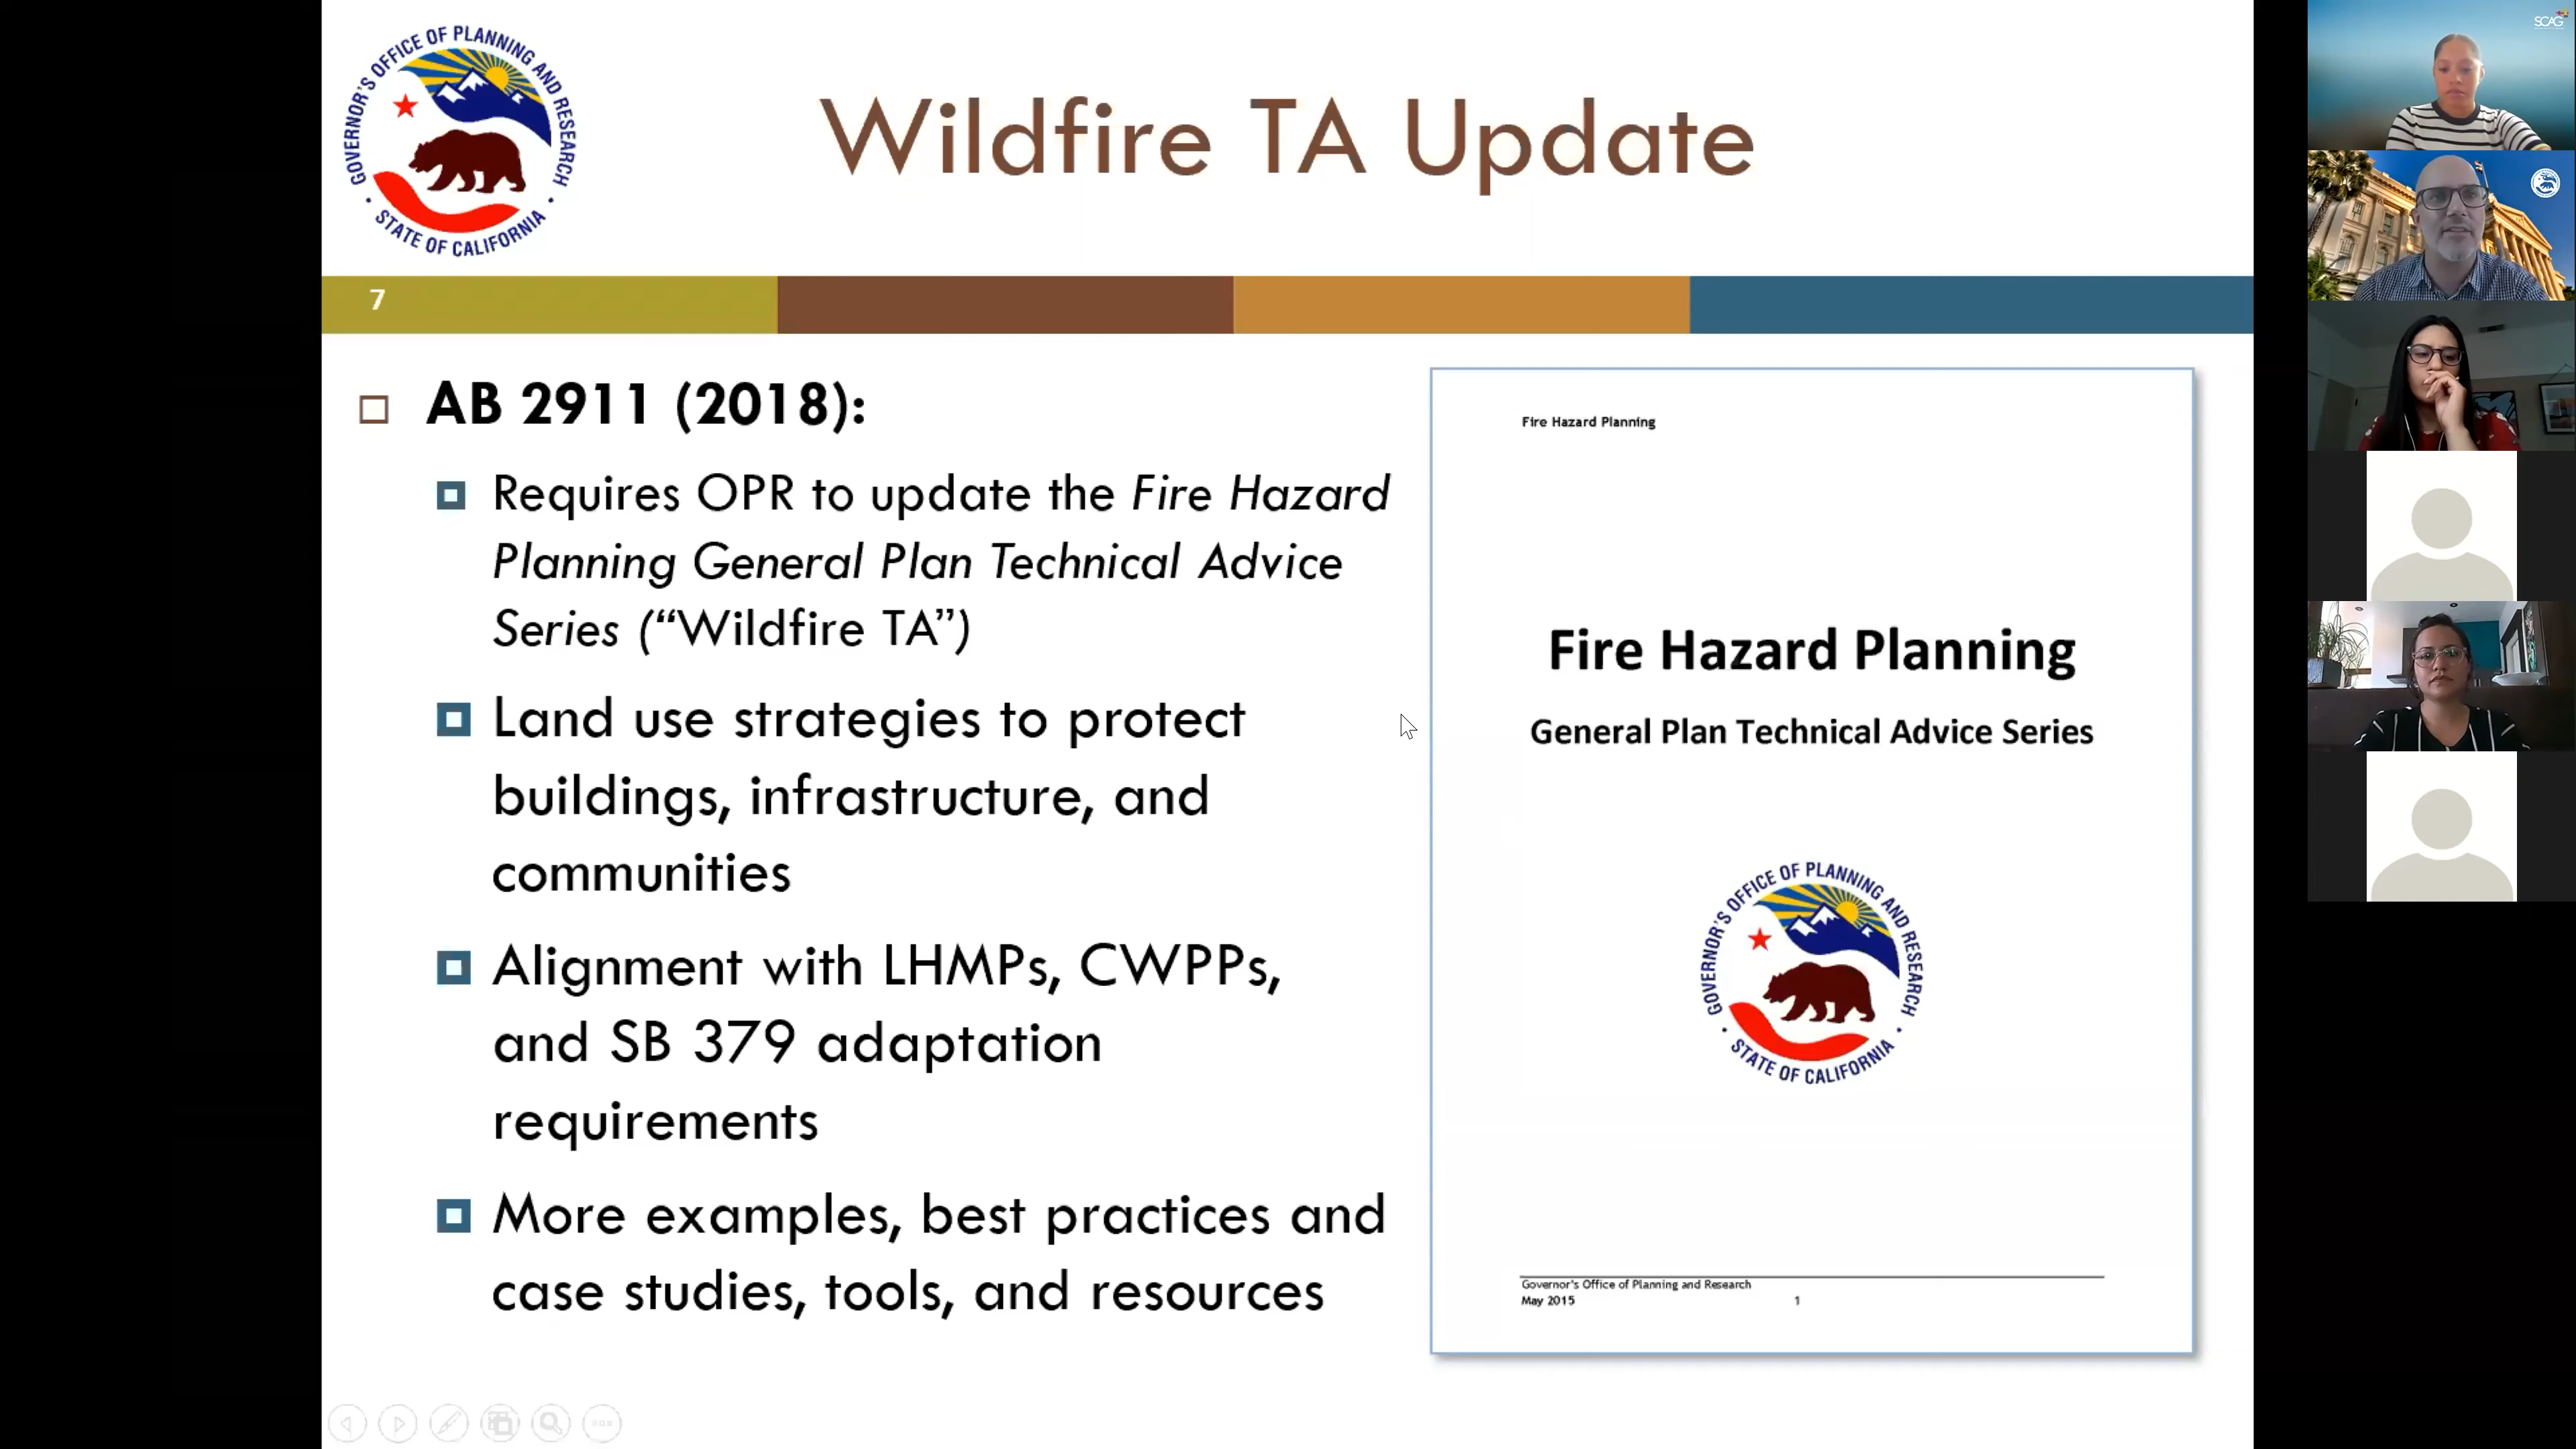 GOVERNOR'S OFFICE OF PLANNING AND RESEARCH
• STATE OF CALIFORNIA •
Wildfire TA Update
SCAG
7
AB 2911 (2018):
Requires OPR to update the Fire Hazard
Planning General Plan Technical Advice
Series (“Wildfire TA”)
Land use strategies to protect
buildings, infrastructure, and
communities
Alignment with LHMPs, CWPPs,
and SB 379 adaptation
requirements
More examples, best practices and
case studies, tools, and resources
Fire Hazard Planning
Fire Hazard Planning
General Plan Technical Advice Series
GOVERNOR'S OFFICE OF PLANNING AND RESEARCH
• STATE OF CALIFORNIA •
Governor's Office of Planning and Research
May 2015 1